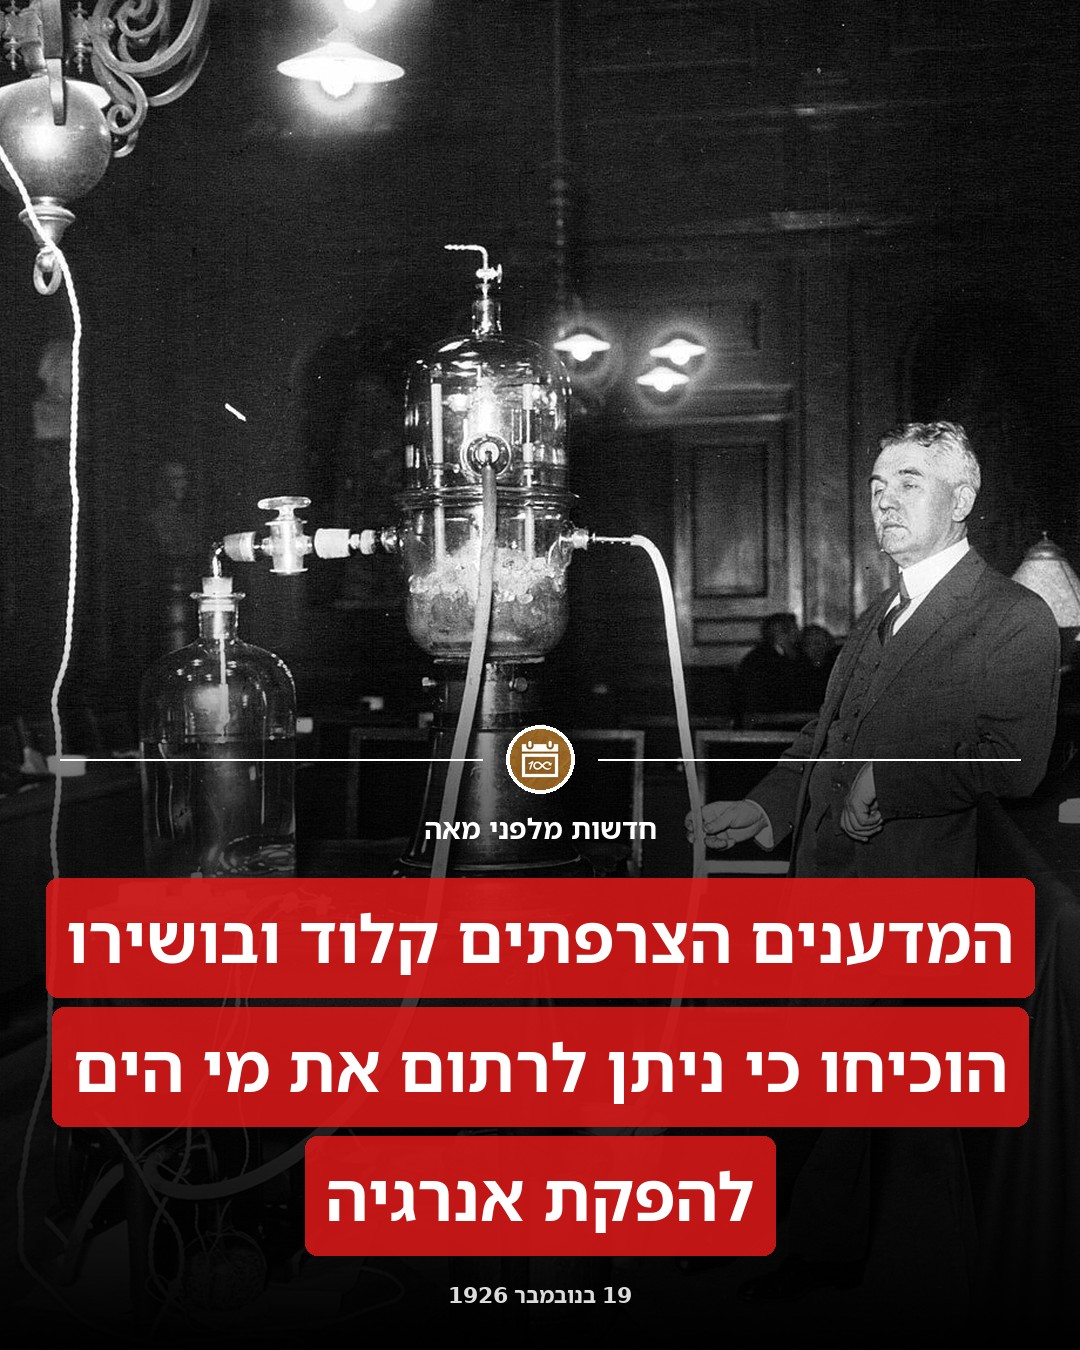 100
חדשות מלפני מאה
המדענים הצרפתים קלוד ובושירו
הוכיחו כי ניתן לרתום את מי הים
להפקת אנרגיה
19 בנובמבר 1926